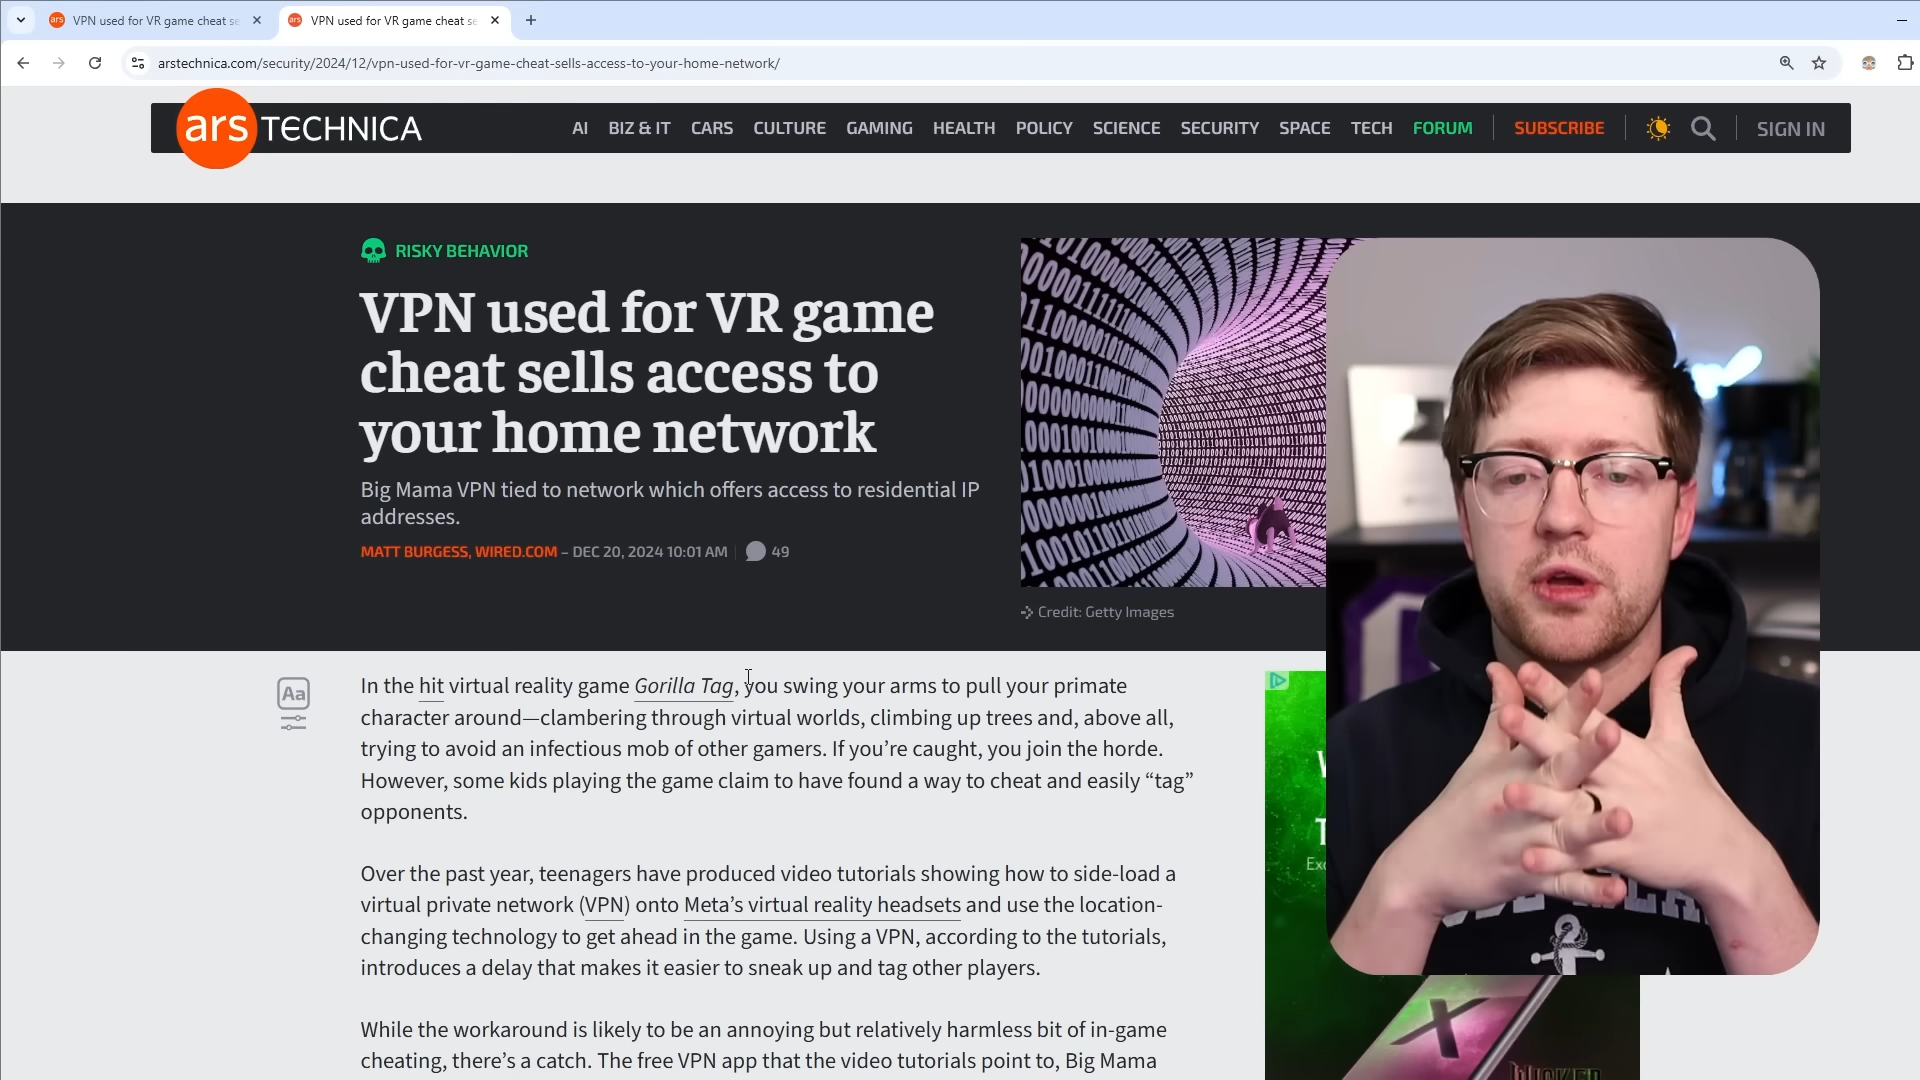 VPN used for VR game cheat se
VPN used for VR game cheat se
arstechnica.com/security/2024/12/vpn-used-for-vr-game-cheat-sells-access-to-your-home-network/
ars TECHNICA
AI BIZ & IT CARS CULTURE GAMING HEALTH POLICY SCIENCE SECURITY SPACE TECH FORUM SUBSCRIBE SIGN IN
RISKY BEHAVIOR
VPN used for VR game
cheat sells access to
your home network
Big Mama VPN tied to network which offers access to residential IP
addresses.
MATT BURGESS, WIRED.COM – DEC 20, 2024 10:01 AM 49
Credit: Getty Images
Aa
In the hit virtual reality game Gorilla Tag, you swing your arms to pull your primate
character around—clambering through virtual worlds, climbing up trees and, above all,
trying to avoid an infectious mob of other gamers. If you’re caught, you join the horde.
However, some kids playing the game claim to have found a way to cheat and easily “tag”
opponents.
Over the past year, teenagers have produced video tutorials showing how to side-load a
virtual private network (VPN) onto Meta’s virtual reality headsets and use the location-
changing technology to get ahead in the game. Using a VPN, according to the tutorials,
introduces a delay that makes it easier to sneak up and tag other players.
While the workaround is likely to be an annoying but relatively harmless bit of in-game
cheating, there’s a catch. The free VPN app that the video tutorials point to, Big Mama